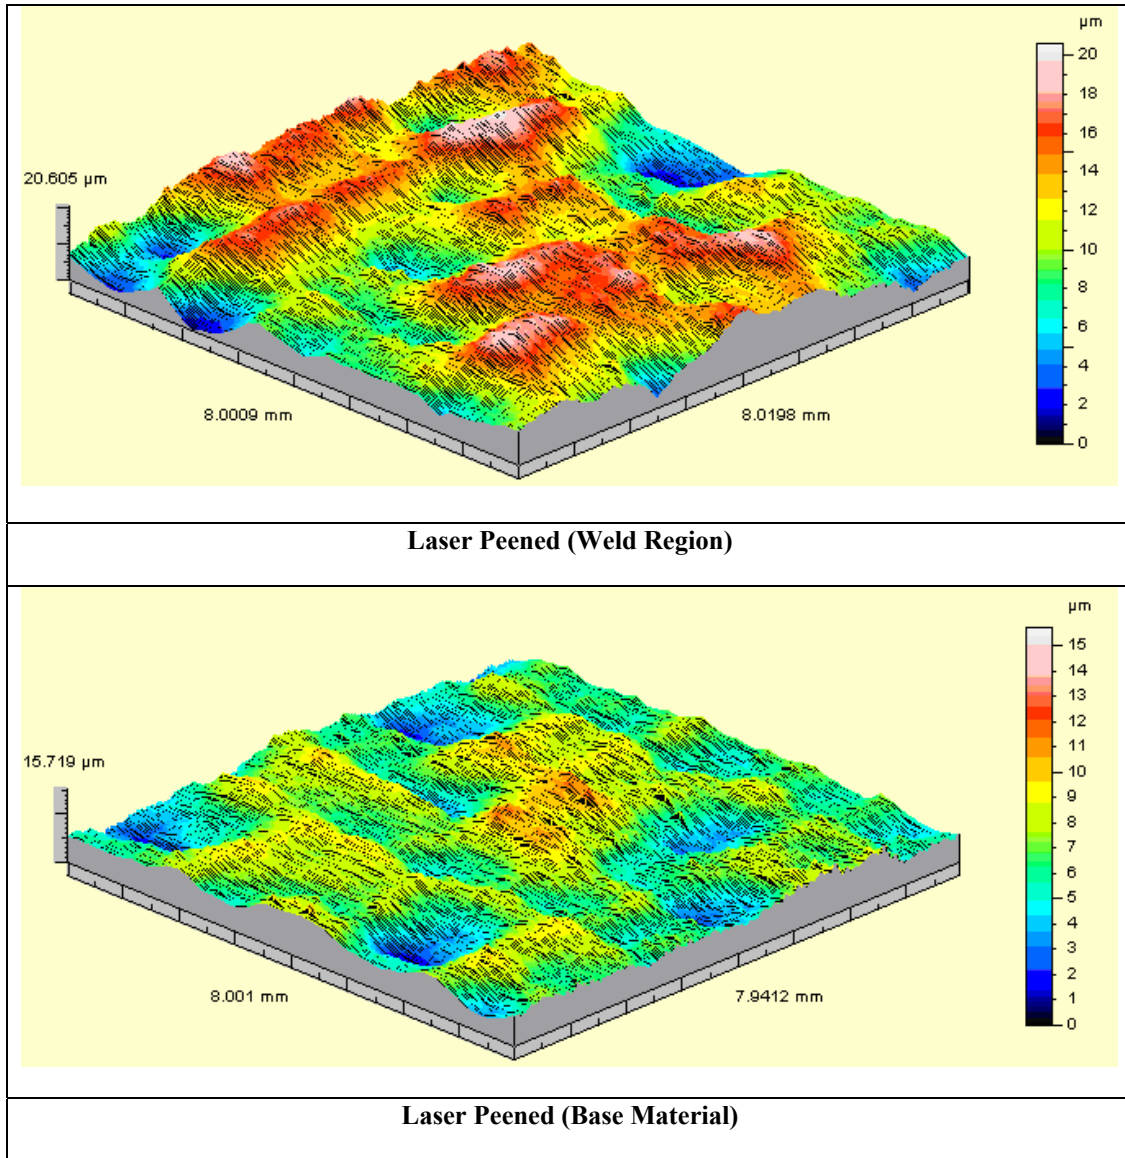 µm
20
18
16
14
12
10
8
6
4
2
0
20.605 µm
8.0009 mm
8.0198 mm
Laser Peened (Weld Region)
µm
15
14
13
12
11
10
9
8
7
6
5
4
3
2
1
0
15.719 µm
8.001 mm
7.9412 mm
Laser Peened (Base Material)